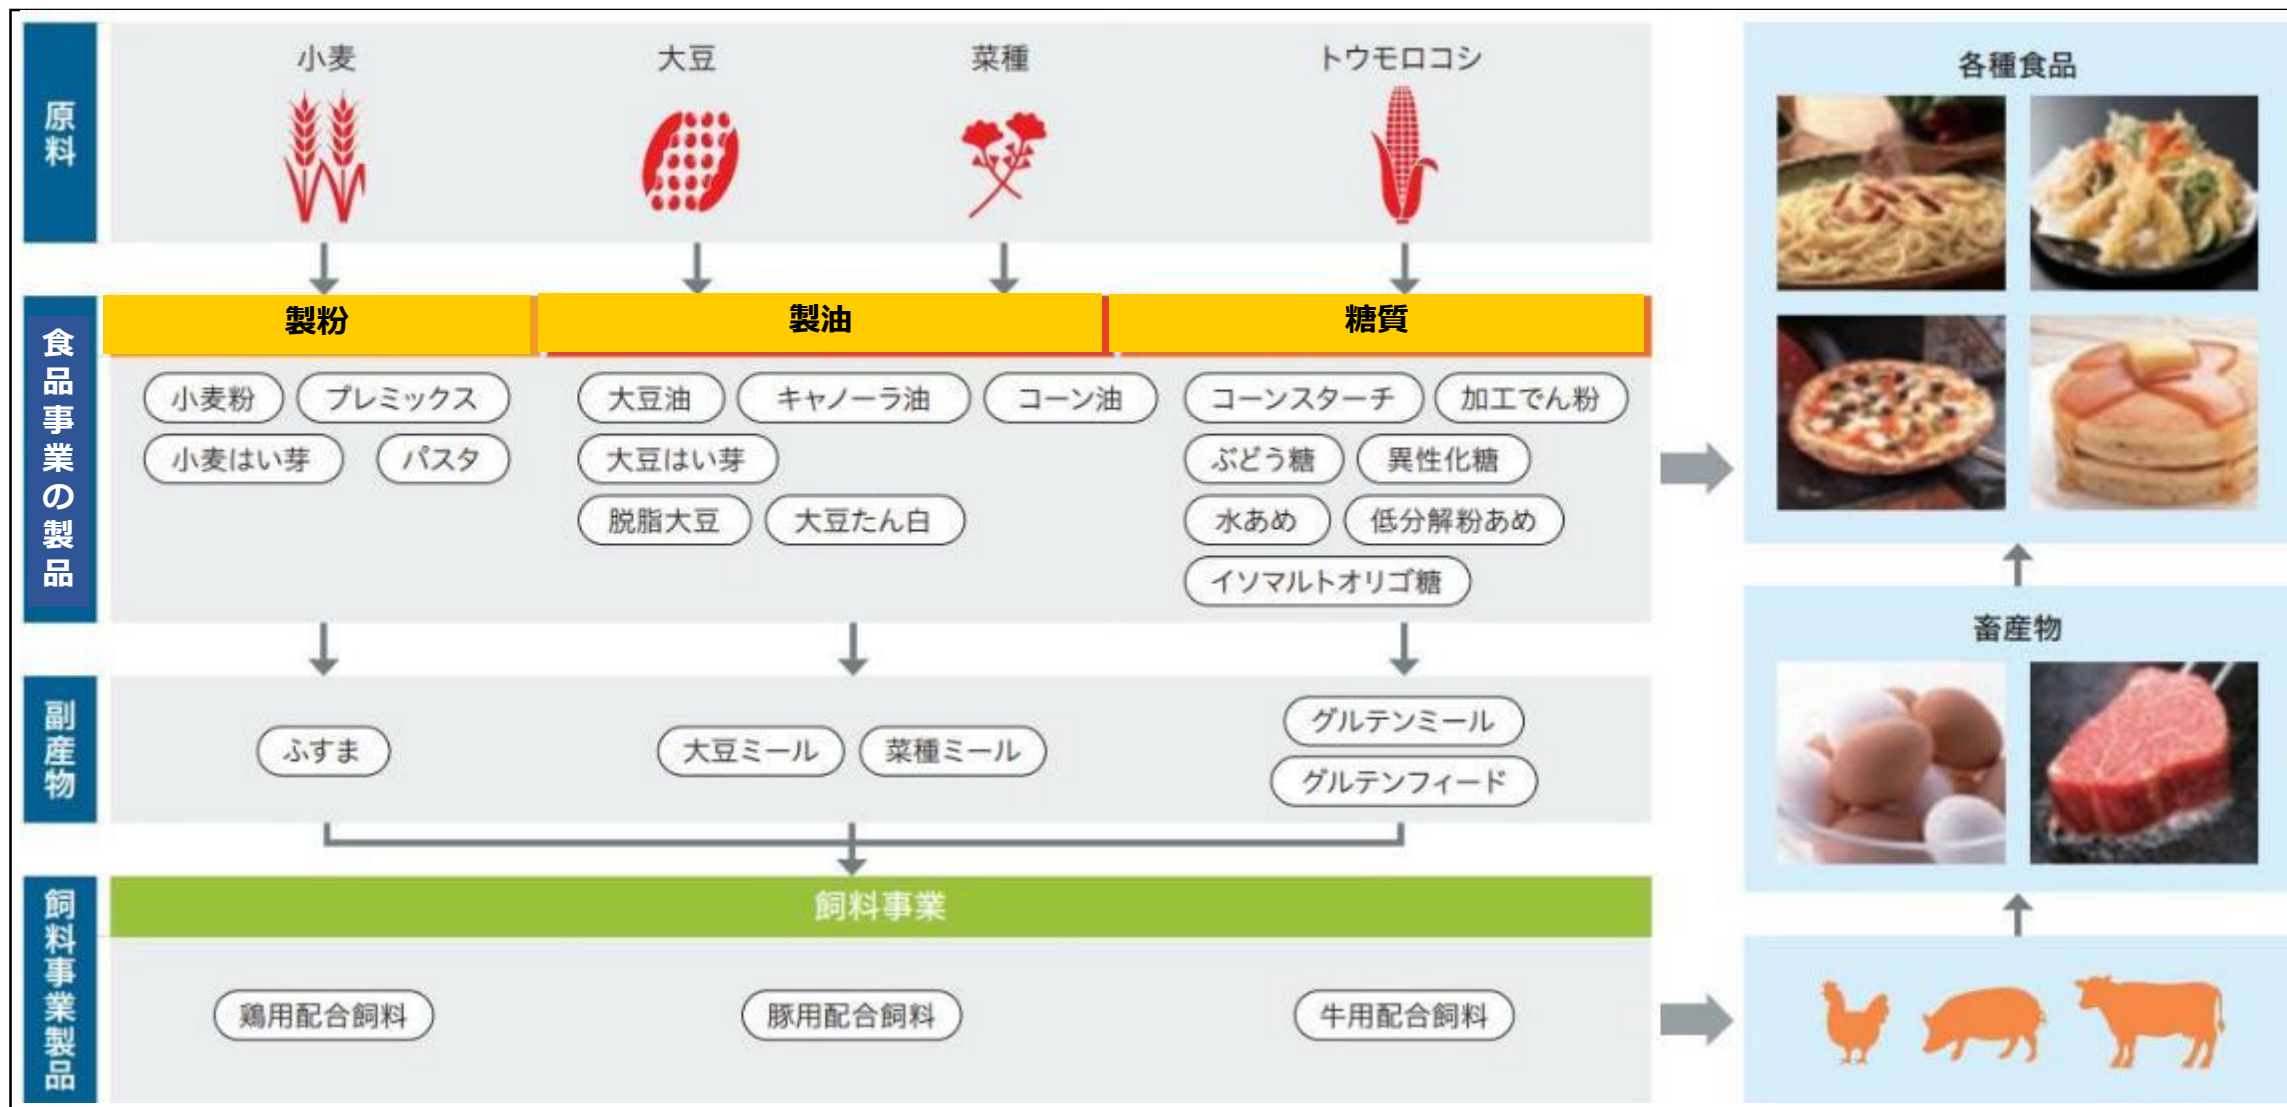 原料
小麦
大豆
菜種
トウモロコシ
食品事業の製品
製粉
製油
糖質
小麦粉
プレミックス
小麦はい芽
パスタ
大豆油
キャノーラ油
コーン油
大豆はい芽
脱脂大豆
大豆たん白
コーンスターチ
加工でん粉
ぶどう糖
異性化糖
水あめ
低分解粉あめ
イソマルトオリゴ糖
副産物
ふすま
大豆ミール
菜種ミール
グルテンミール
グルテンフィード
飼料事業製品
飼料事業
鶏用配合飼料
豚用配合飼料
牛用配合飼料
各種食品
畜産物